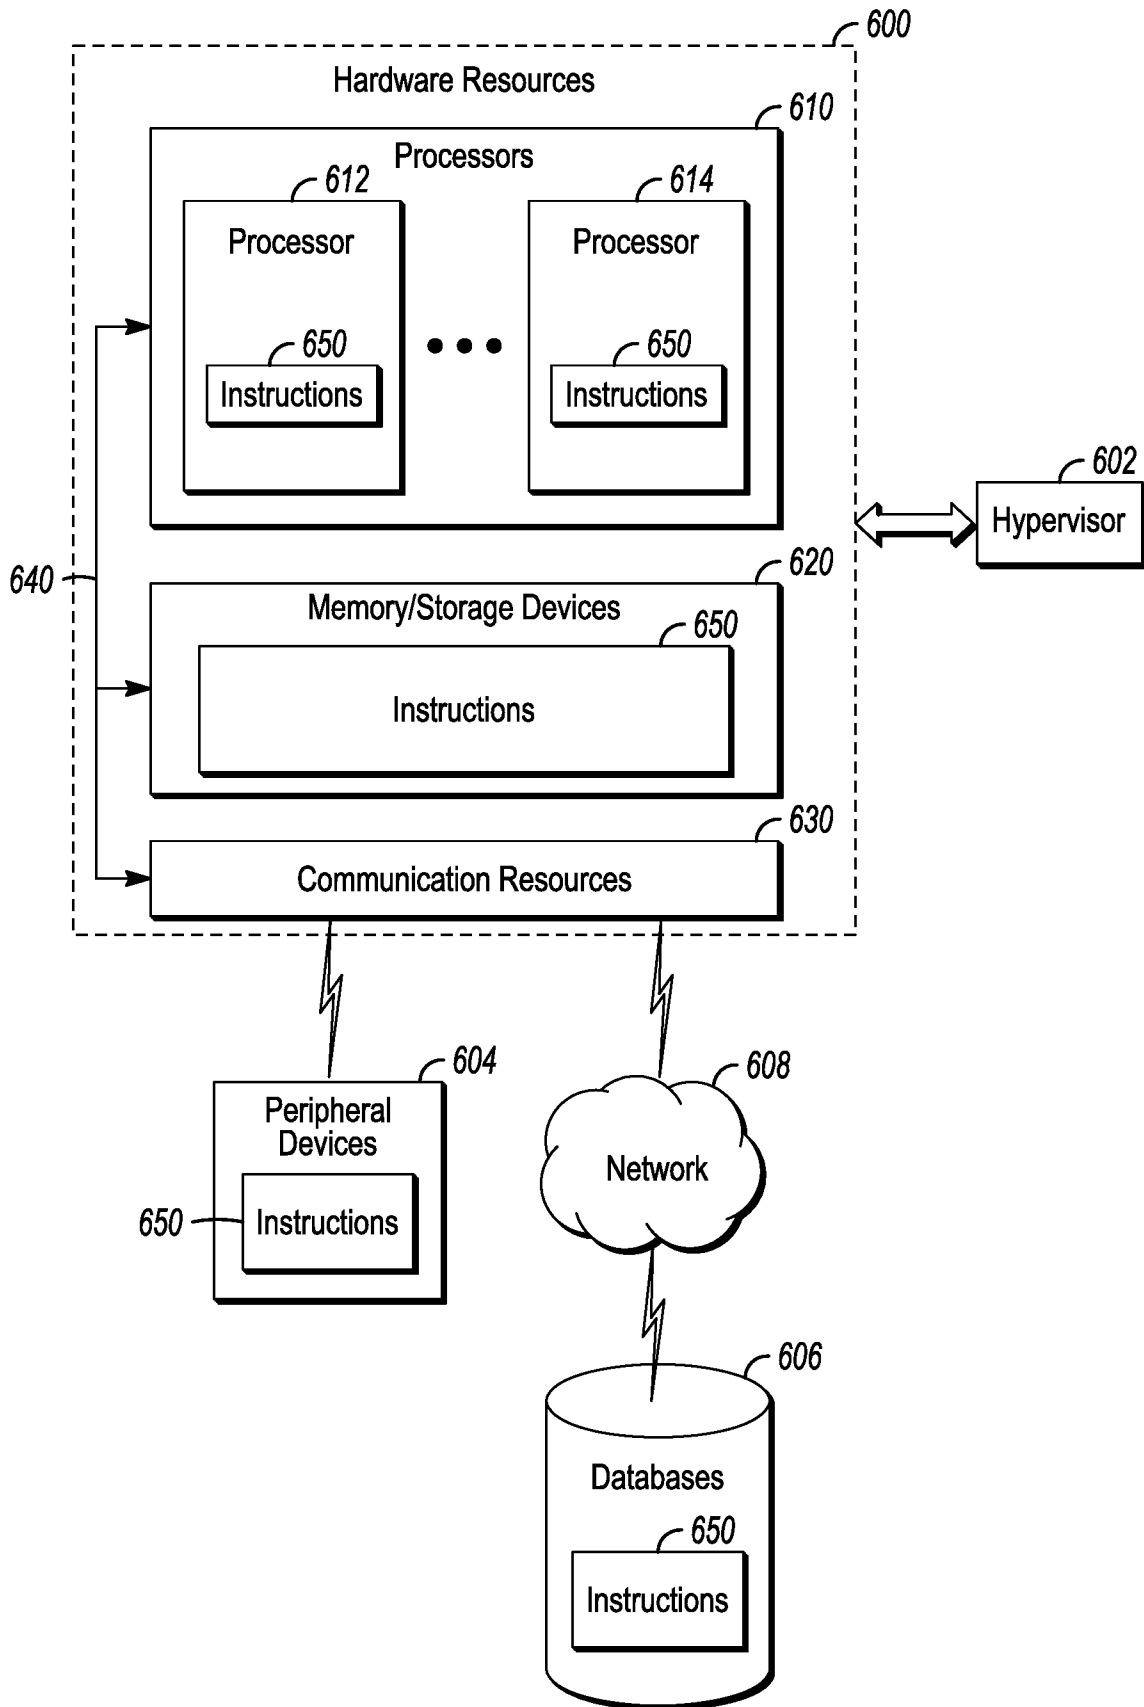 600
Hardware Resources
610
Processors
612
614
Processor
Processor
650
650
Instructions
Instructions
602
Hypervisor
640
620
Memory/Storage Devices
650
Instructions
630
Communication Resources
604
608
Peripheral
Devices
Network
650
Instructions
606
Databases
650
Instructions